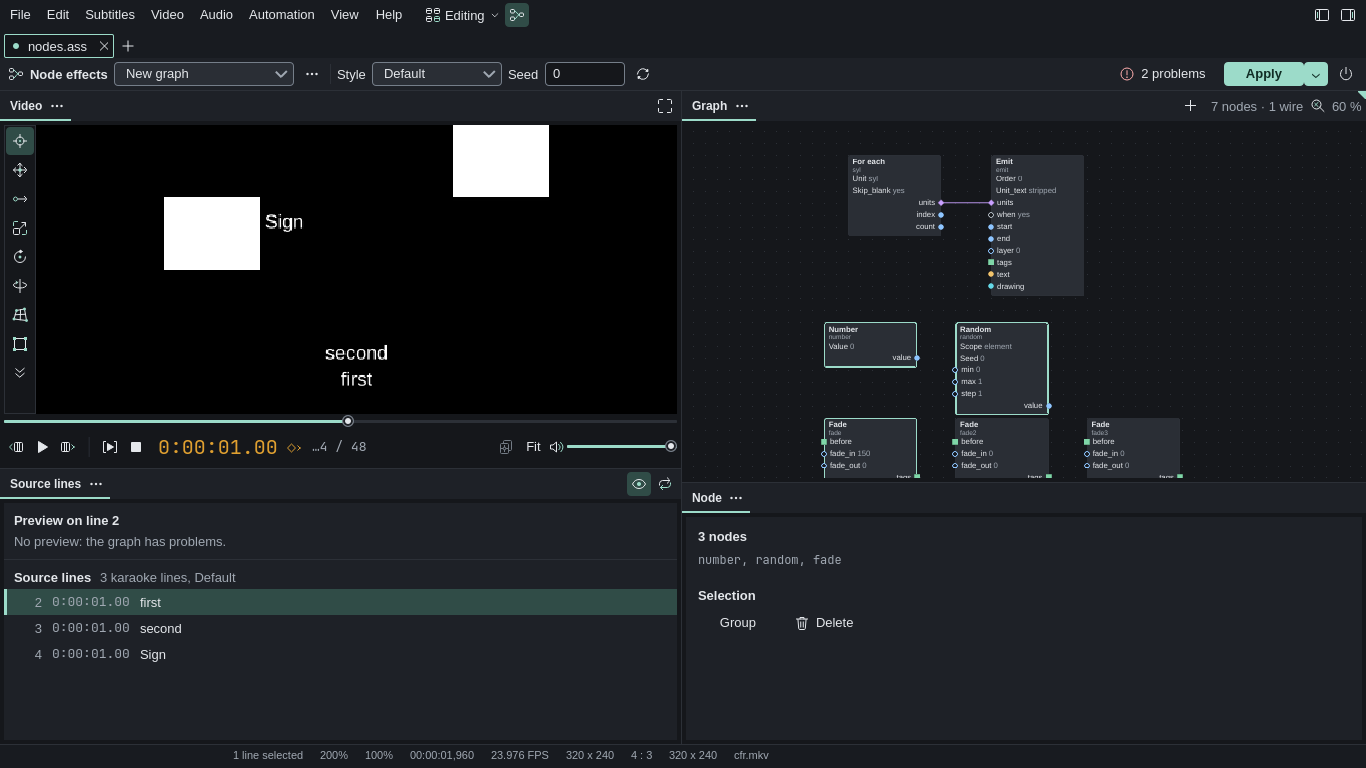 File Edit Subtitles Video Audio Automation View Help Editing
nodes.ass
Node effects New graph Style Default Seed 0 2 problems Apply
Video
Sign
second
first
0:00:01.00 …4 / 48 Fit
Source lines
Preview on line 2
No preview: the graph has problems.
Source lines 3 karaoke lines, Default
2 0:00:01.00 first
3 0:00:01.00 second
4 0:00:01.00 Sign
Graph 7 nodes · 1 wire 60 %
For each
syl
Unit syl
Skip_blank yes
units
index
count
Emit
emit
Order 0
Unit_text stripped
units
when yes
start
end
layer 0
tags
text
drawing
Number
number
Value 0
value
Random
random
Scope element
Seed 0
min 0
max 1
step 1
value
Fade
fade
before
fade_in 150
fade_out 0
tags
Fade
fade2
before
fade_in 0
fade_out 0
tags
Fade
fade3
before
fade_in 0
fade_out 0
tags
Node
3 nodes
number, random, fade
Selection
Group Delete
1 line selected 200% 100% 00:00:01,960 23.976 FPS 320 x 240 4 : 3 320 x 240 cfr.mkv